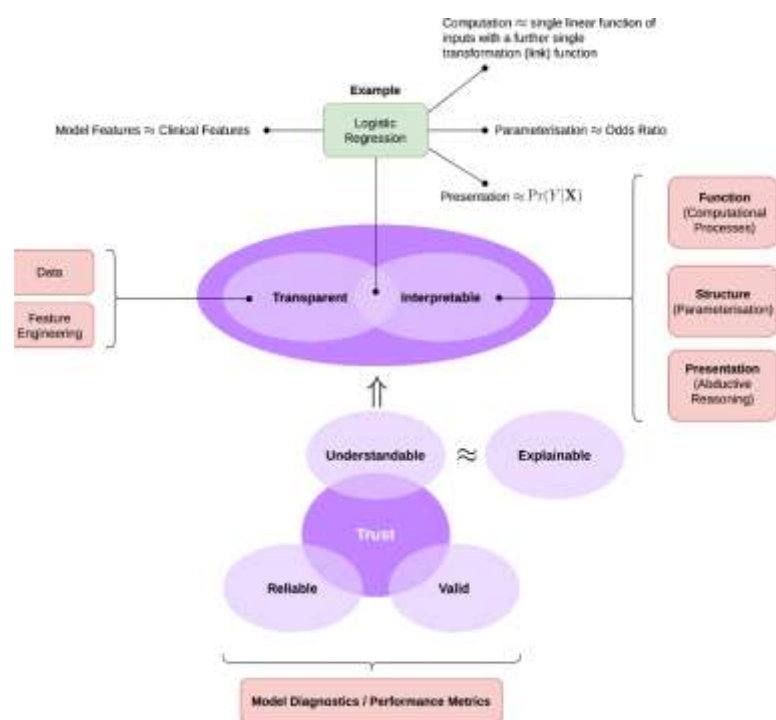 Computation ≈ single linear function of
inputs with a further single
transformation (link) function
Example
Logistic
Regression
Model Features ≈ Clinical Features
Parameterisation ≈ Odds Ratio
Presentation ≈ Pr(Y|X)
Function
(Computational
Processes)
Data
Feature
Engineering
Transparent
Interpretable
Structure
(Parameterisation)
Presentation
(Abductive
Reasoning)
⇑
Understandable
≈
Explainable
Trust
Reliable
Valid
Model Diagnostics / Performance Metrics